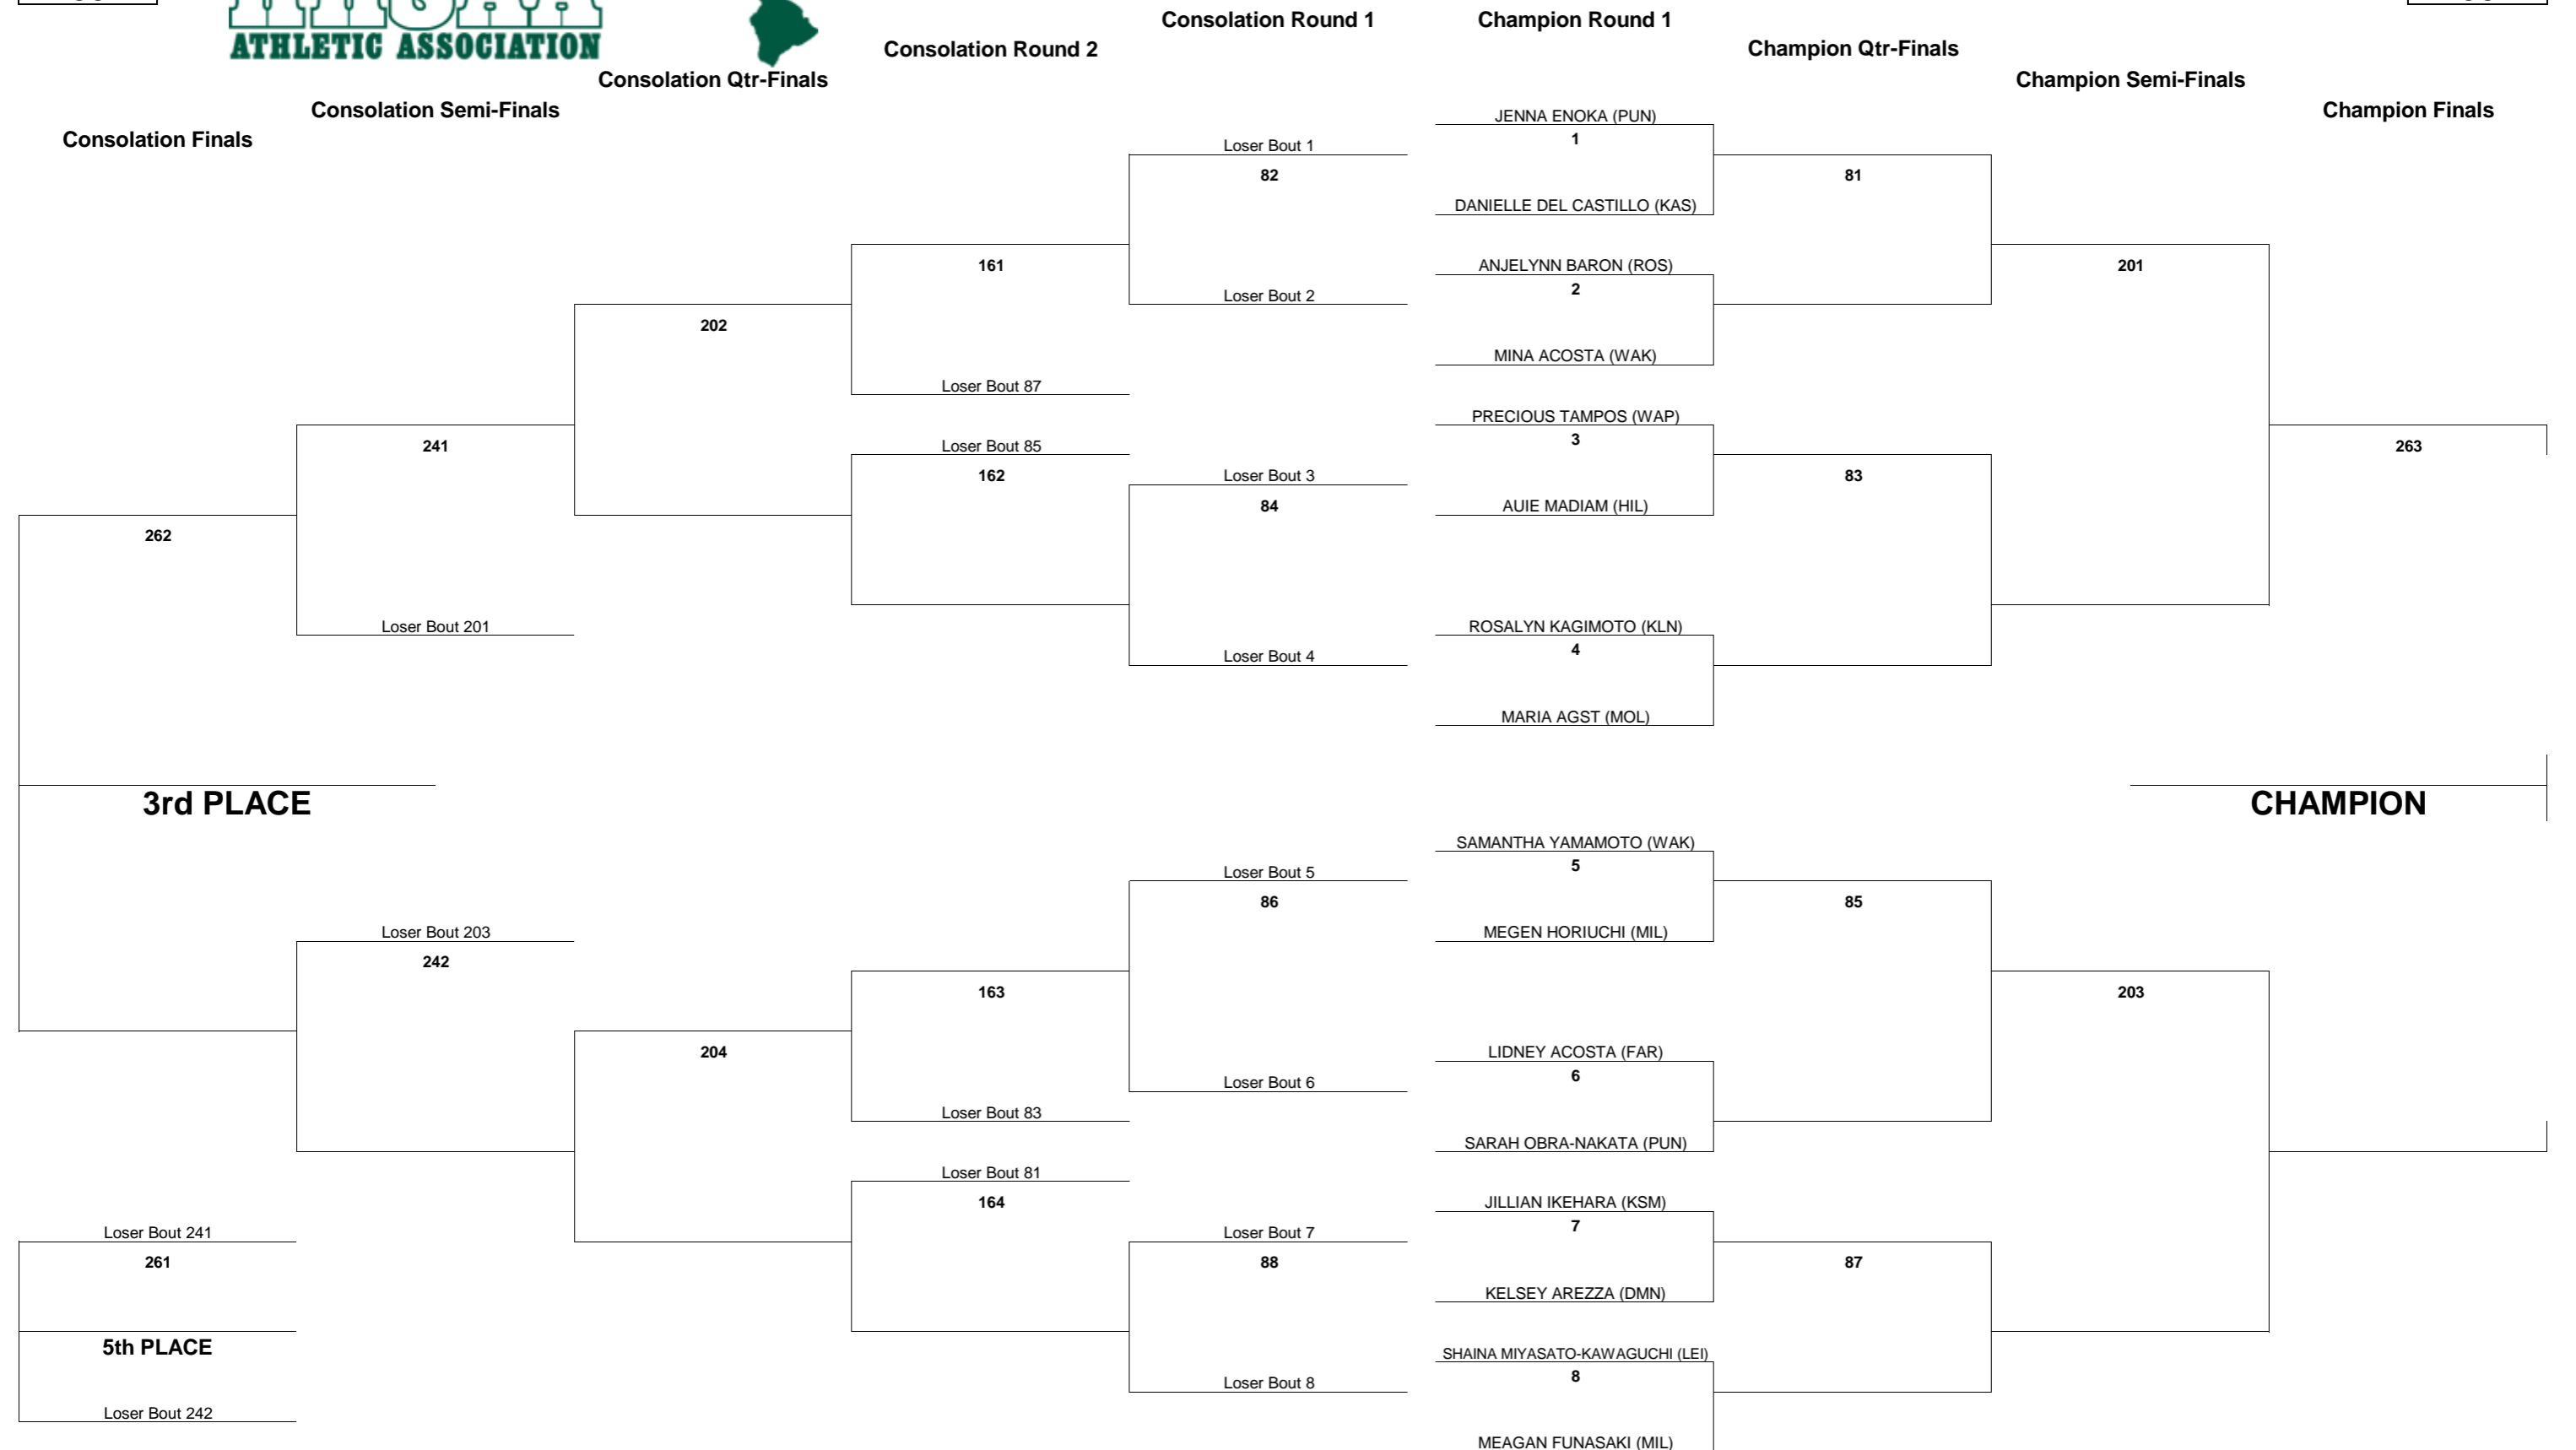 ATHLETIC ASSOCIATION
Consolation Round 1
Champion Round 1
Consolation Round 2
Champion Qtr-Finals
Consolation Qtr-Finals
Champion Semi-Finals
Consolation Semi-Finals
Champion Finals
Consolation Finals
JENNA ENOKA (PUN)
1
Loser Bout 1
82
81
DANIELLE DEL CASTILLO (KAS)
161
ANJELYNN BARON (ROS)
201
2
Loser Bout 2
202
MINA ACOSTA (WAK)
Loser Bout 87
PRECIOUS TAMPOS (WAP)
3
241
Loser Bout 85
263
162
Loser Bout 3
83
84
AUIE MADIAM (HIL)
262
Loser Bout 201
ROSALYN KAGIMOTO (KLN)
4
Loser Bout 4
MARIA AGST (MOL)
3rd PLACE
CHAMPION
SAMANTHA YAMAMOTO (WAK)
5
Loser Bout 5
86
85
Loser Bout 203
MEGEN HORIUCHI (MIL)
242
163
203
204
LIDNEY ACOSTA (FAR)
6
Loser Bout 6
Loser Bout 83
SARAH OBRA-NAKATA (PUN)
Loser Bout 81
164
JILLIAN IKEHARA (KSM)
7
Loser Bout 241
Loser Bout 7
261
88
87
KELSEY AREZZA (DMN)
5th PLACE
SHAINA MIYASATO-KAWAGUCHI (LEI)
8
Loser Bout 8
Loser Bout 242
MEAGAN FUNASAKI (MIL)